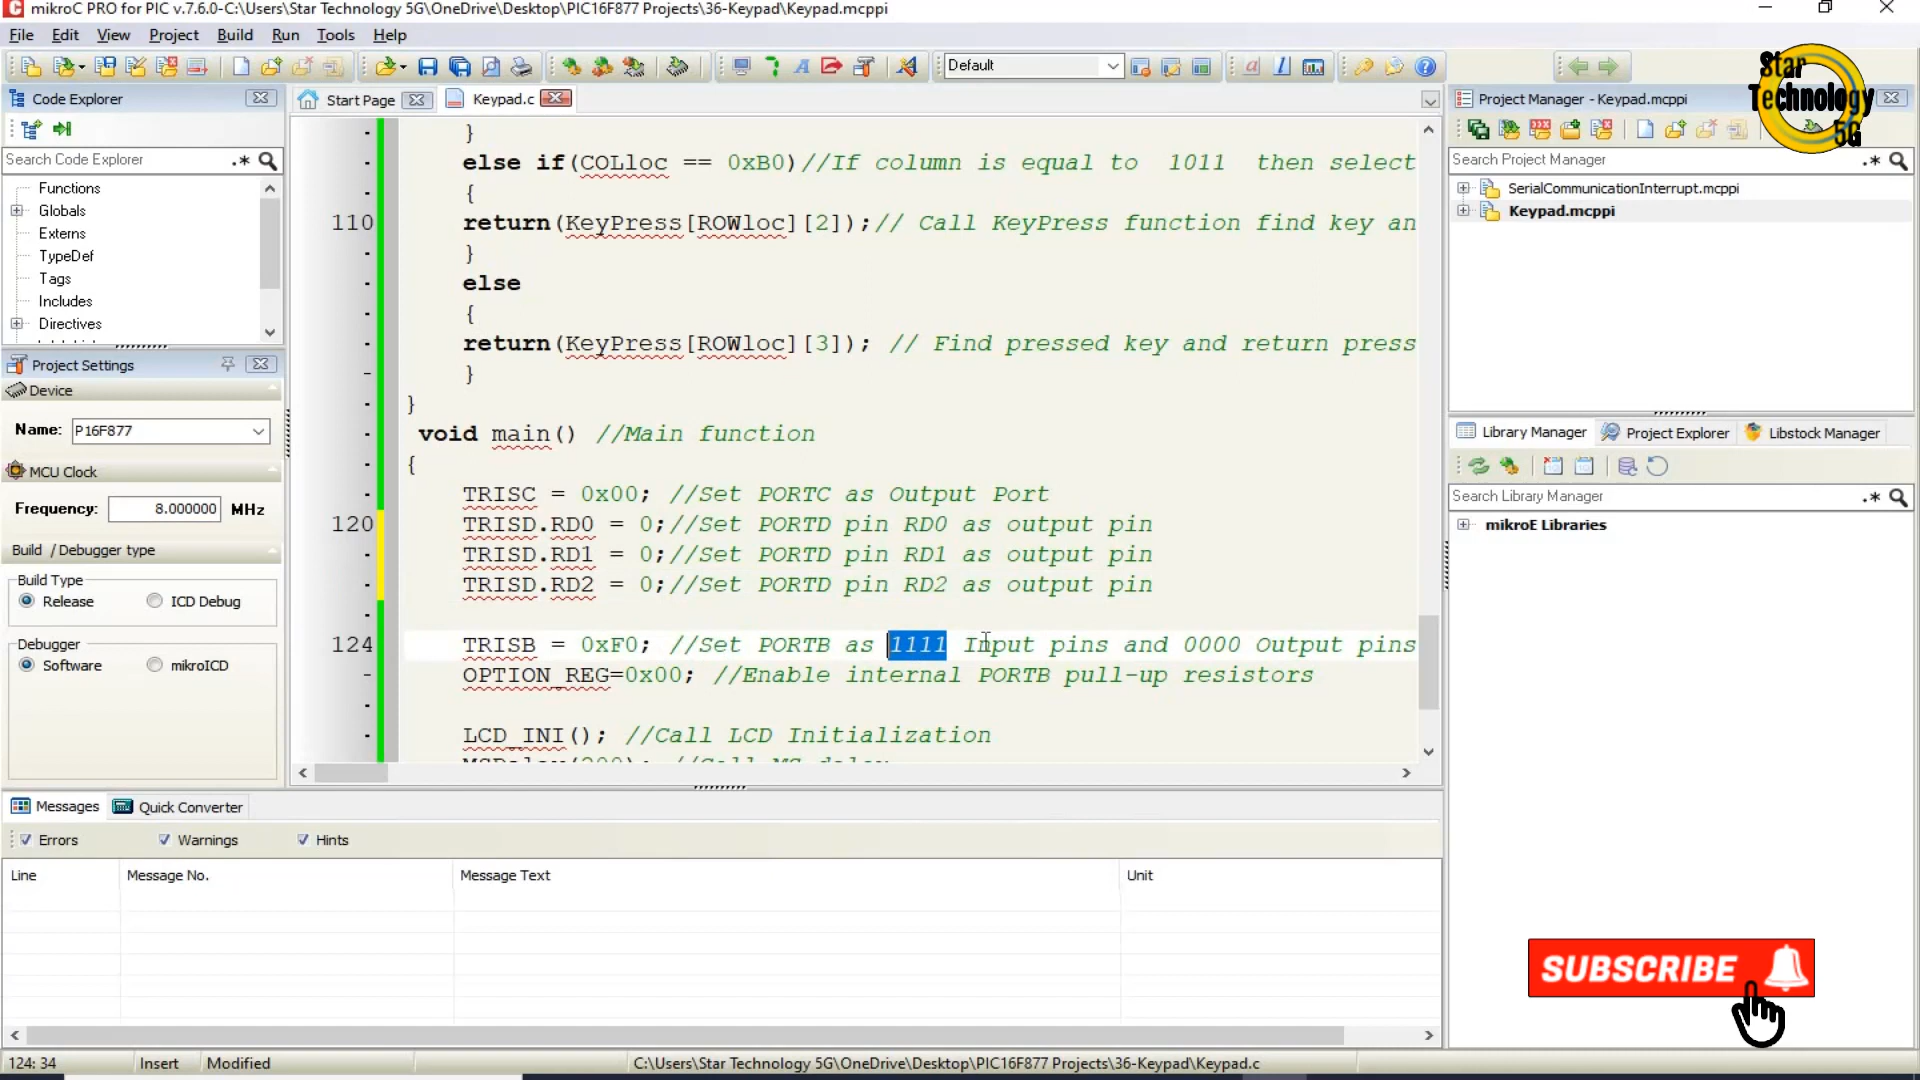 mikroC PRO for PIC v.7.6.0-C:\Users\Star Technology 5G\OneDrive\Desktop\PIC16F877 Projects\36-Keypad\Keypad.mcppi
File Edit View Project Build Run Tools Help
Default
Star Technology 5G
Code Explorer
Search Code Explorer
Functions
Globals
Externs
TypeDef
Tags
Includes
Directives
Project Settings
Device
Name: P16F877
MCU Clock
Frequency: 8.000000 MHz
Build / Debugger type
Build Type
Release ICD Debug
Debugger
Software mikroICD
Start Page Keypad.c
}
else if(COLloc == 0xB0)//If column is equal to 1011 then select
{
110 return(KeyPress[ROWloc][2]);// Call KeyPress function find key an
}
else
{
return(KeyPress[ROWloc][3]); // Find pressed key and return press
}
}
void main() //Main function
{
TRISC = 0x00; //Set PORTC as Output Port
120 TRISD.RD0 = 0;//Set PORTD pin RD0 as output pin
TRISD.RD1 = 0;//Set PORTD pin RD1 as output pin
TRISD.RD2 = 0;//Set PORTD pin RD2 as output pin
124 TRISB = 0xF0; //Set PORTB as 1111 Input pins and 0000 Output pins
OPTION_REG=0x00; //Enable internal PORTB pull-up resistors
LCD_INI(); //Call LCD Initialization
Project Manager - Keypad.mcppi
Search Project Manager
SerialCommunicationInterrupt.mcppi
Keypad.mcppi
Library Manager Project Explorer Libstock Manager
Search Library Manager
mikroE Libraries
Messages Quick Converter
Errors Warnings Hints
Line Message No. Message Text Unit
SUBSCRIBE
124: 34 Insert Modified C:\Users\Star Technology 5G\OneDrive\Desktop\PIC16F877 Projects\36-Keypad\Keypad.c